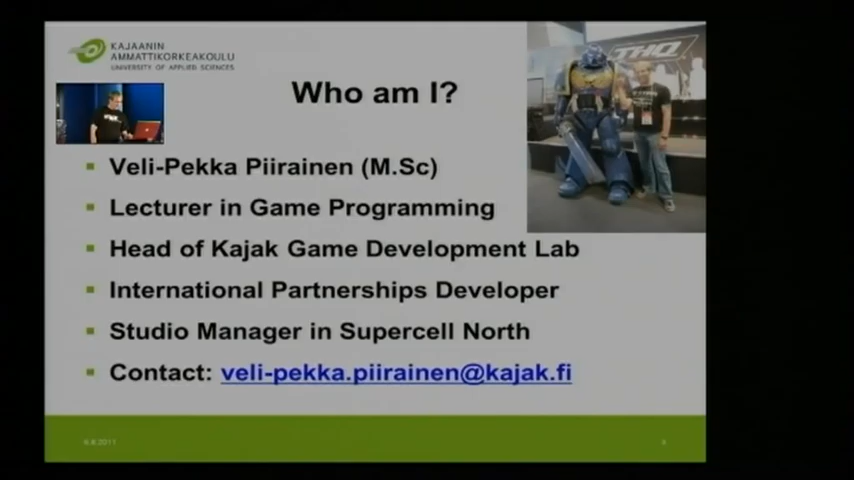 KAJAANIN
AMMATTIKORKEAKOULU
UNIVERSITY OF APPLIED SCIENCES
THQ
Who am I?
Veli-Pekka Piirainen (M.Sc)
Lecturer in Game Programming
Head of Kajak Game Development Lab
International Partnerships Developer
Studio Manager in Supercell North
Contact: veli-pekka.piirainen@kajak.fi